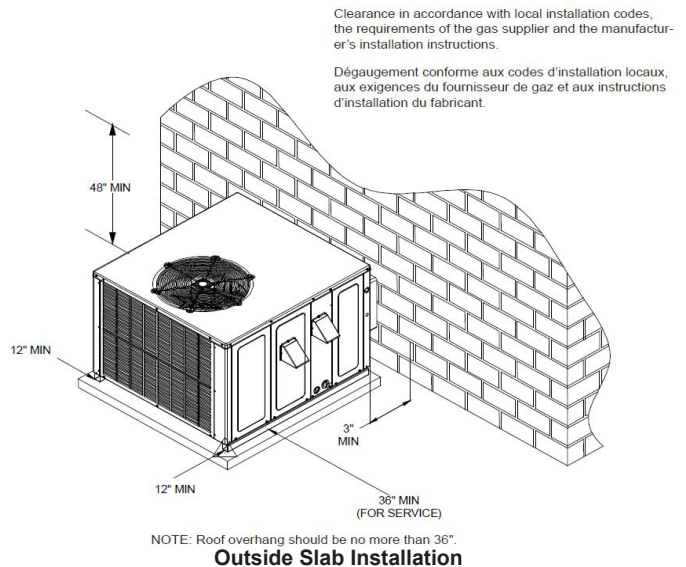 Clearance in accordance with local installation codes,
the requirements of the gas supplier and the manufactur-
er's installation instructions.
Dégaugement conforme aux codes d'installation locaux,
aux exigences du fournisseur de gaz et aux instructions
d'installation du fabricant.
48" MIN
12" MIN
3"
MIN
12" MIN
36" MIN
(FOR SERVICE)
NOTE: Roof overhang should be no more than 36".
Outside Slab Installation